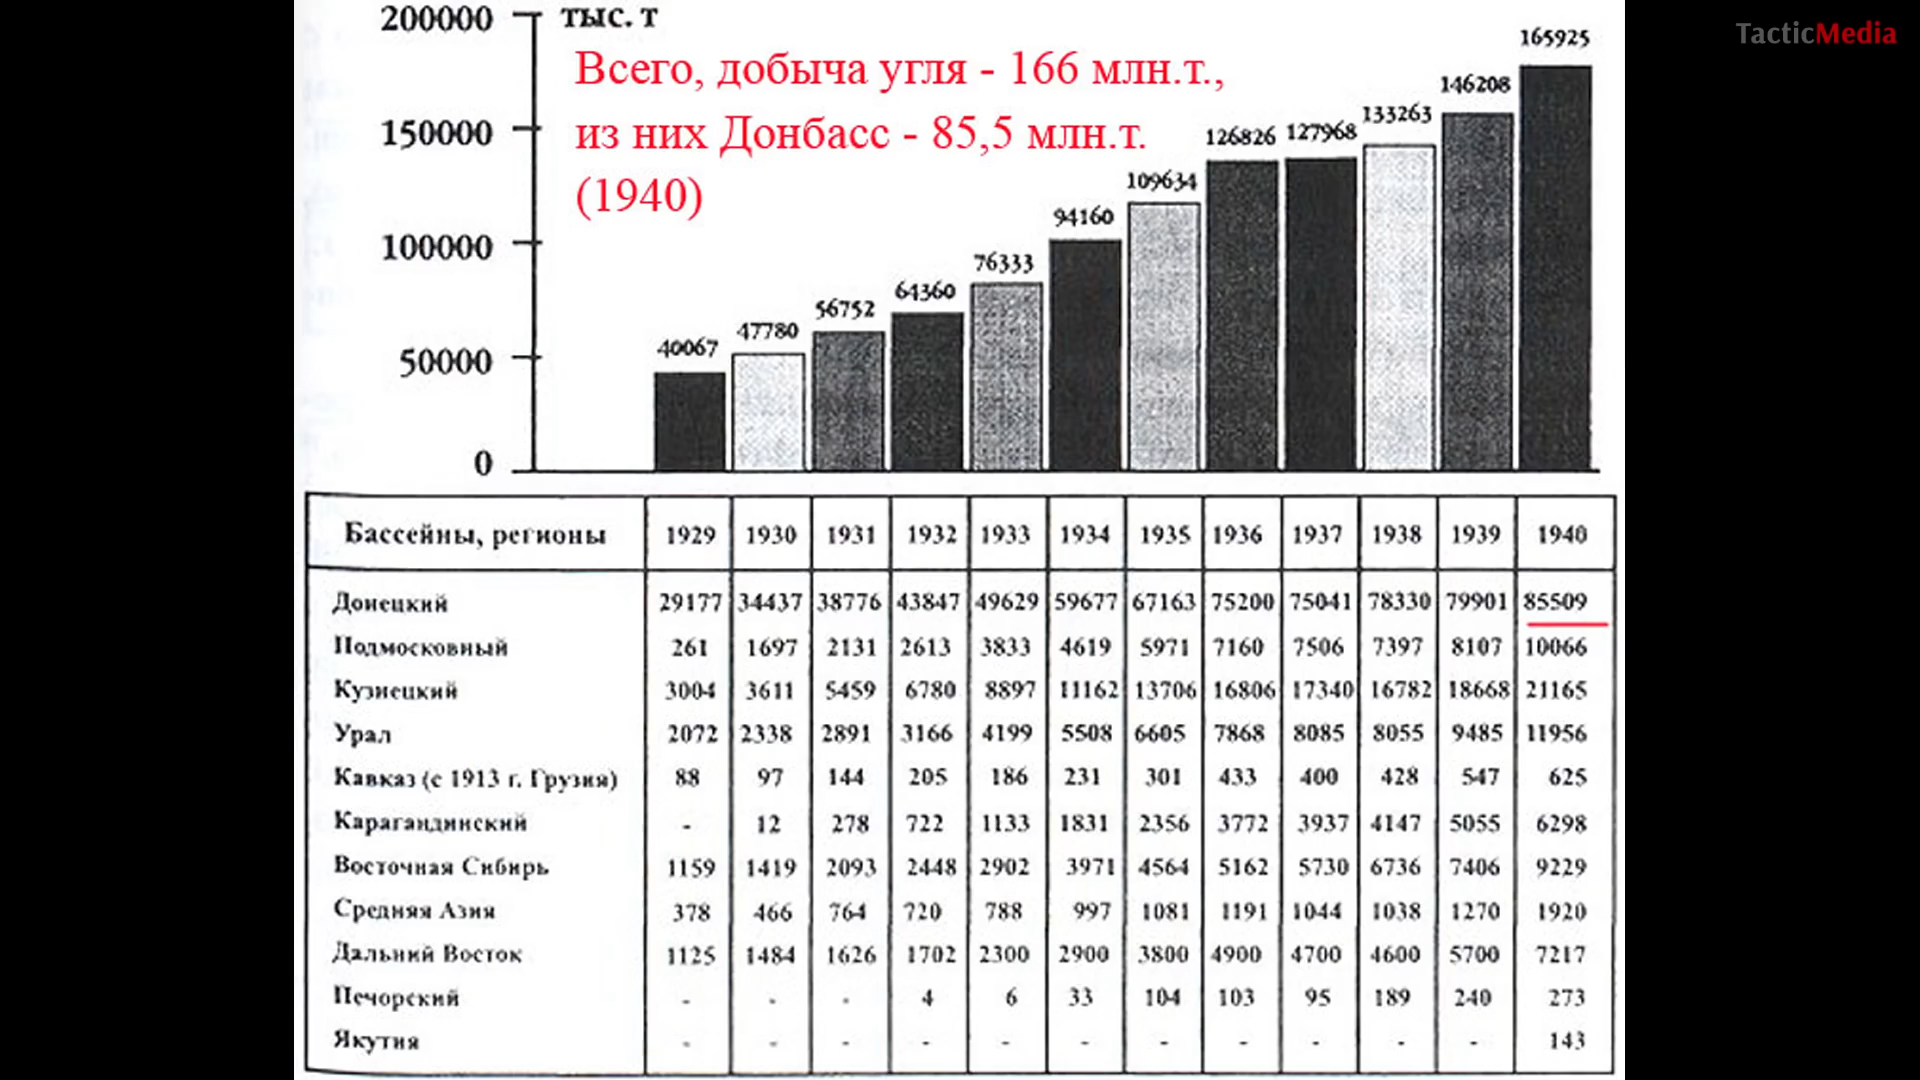 TacticMedia
тыс. т
Всего, добыча угля - 166 млн.т.,
из них Донбасс - 85,5 млн.т.
(1940)
200000
150000
100000
50000
0
40067 47780 56752 64360 76333 94160 109634 126826 127968 133263 146208 165925
Бассейны, регионы 1929 1930 1931 1932 1933 1934 1935 1936 1937 1938 1939 1940
Донецкий 29177 34437 38776 43847 49629 59677 67163 75200 75041 78330 79901 85509
Подмосковный 261 1697 2131 2613 3833 4619 5971 7160 7506 7397 8107 10066
Кузнецкий 3004 3611 5459 6780 8897 11162 13706 16806 17340 16782 18668 21165
Урал 2072 2338 2891 3166 4199 5508 6605 7868 8085 8055 9485 11956
Кавказ (с 1913 г. Грузия) 88 97 144 205 186 231 301 433 400 428 547 625
Карагандинский - 12 278 722 1133 1831 2356 3772 3937 4147 5055 6298
Восточная Сибирь 1159 1419 2093 2448 2902 3971 4564 5162 5730 6736 7406 9229
Средняя Азия 378 466 764 720 788 997 1081 1191 1044 1038 1270 1920
Дальний Восток 1125 1484 1626 1702 2300 2900 3800 4900 4700 4600 5700 7217
Печорский - - - 4 6 33 104 103 95 189 240 273
Якутия - - - - - - - - - - - 143